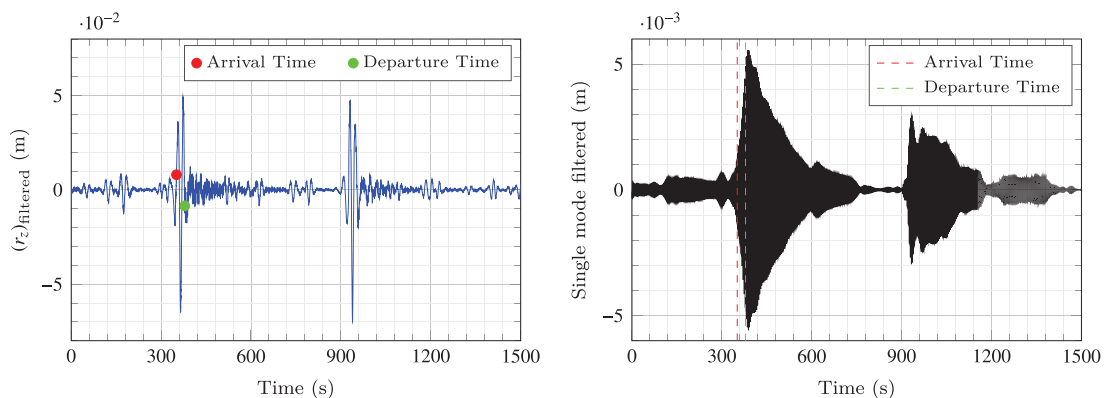 ·10⁻²
Arrival Time
Departure Time
5
0
−5
(r_z)filtered (m)
0
300
600
900
1200
1500
Time (s)
·10⁻³
Arrival Time
Departure Time
5
0
−5
Single mode filtered (m)
0
300
600
900
1200
1500
Time (s)